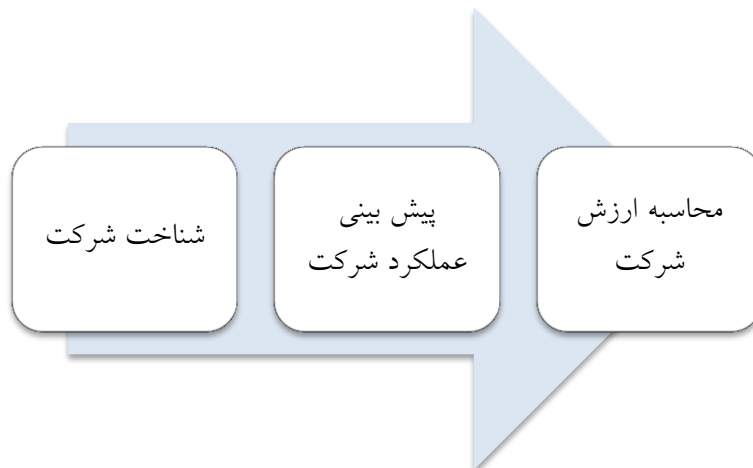 شناخت شرکت
پیش بینی
عملکرد شرکت
محاسبه ارزش
شرکت